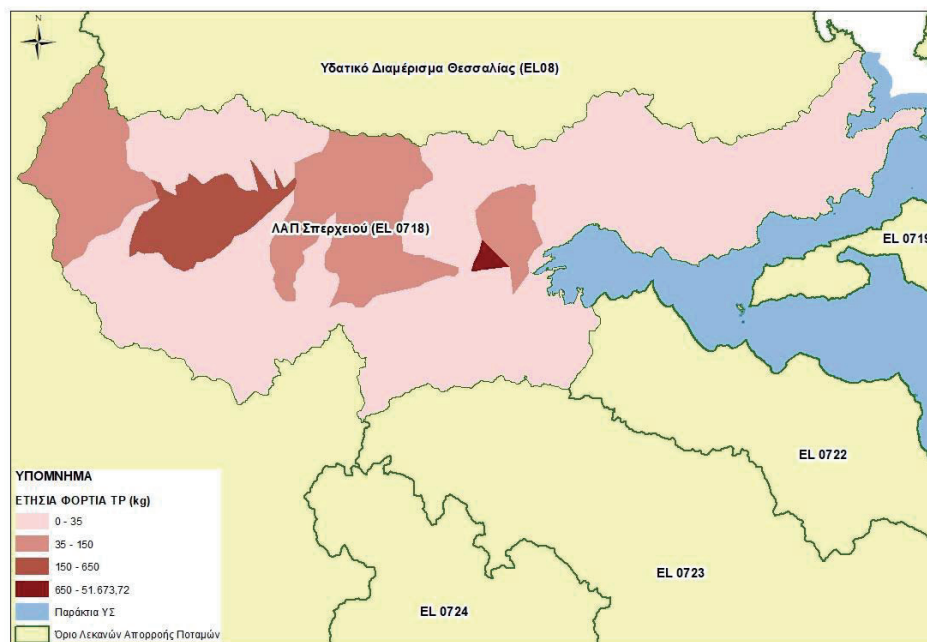 N
Υδατικό Διαμέρισμα Θεσσαλίας (EL08)
ΛΑΠ Σπερχειού (EL 0718)
EL 0719
EL 0722
EL 0723
EL 0724
ΥΠΟΜΝΗΜΑ
ΕΤΗΣΙΑ ΦΟΡΤΙΑ TP (kg)
0 - 35
35 - 150
150 - 650
650 - 51.673,72
Παράκτια ΥΣ
Όριο Λεκανών Απορροής Ποταμών